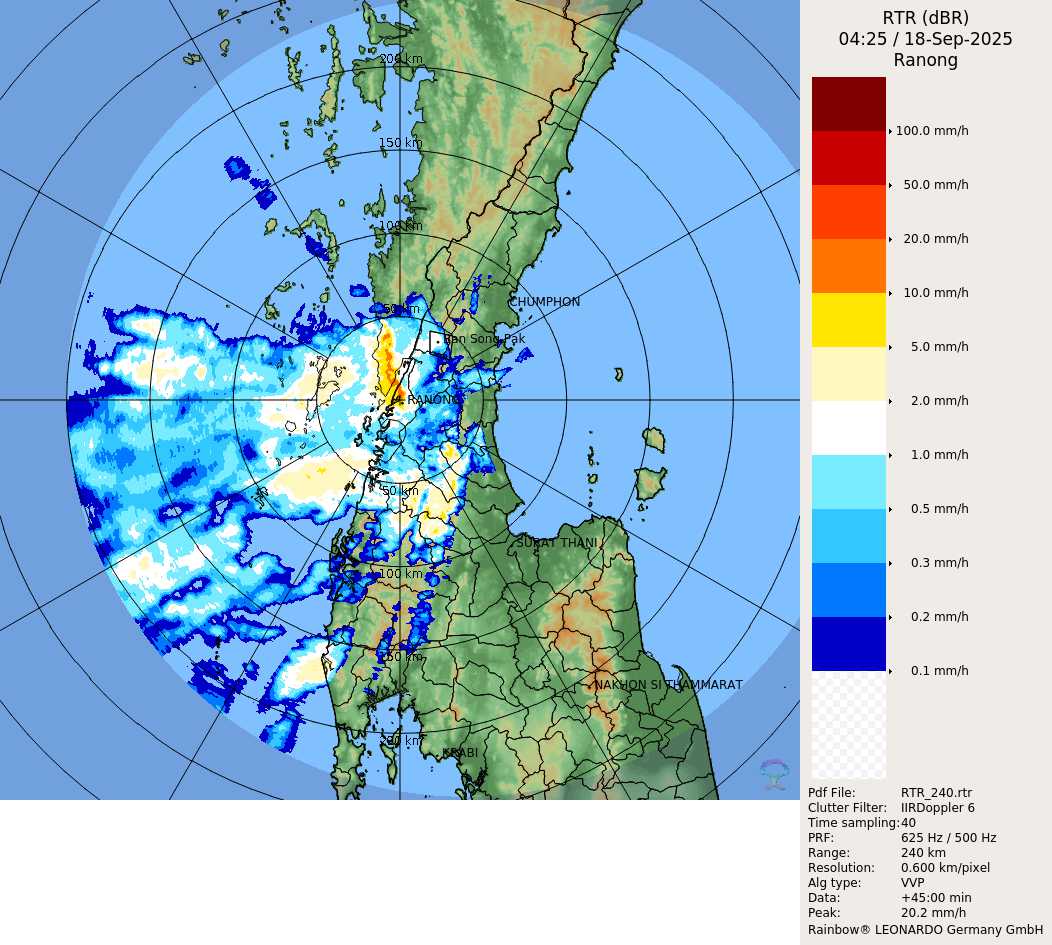 RTR (dBR)
04:25 / 18-Sep-2025
Ranong
100.0 mm/h
50.0 mm/h
20.0 mm/h
10.0 mm/h
5.0 mm/h
2.0 mm/h
1.0 mm/h
0.5 mm/h
0.3 mm/h
0.2 mm/h
0.1 mm/h
200 km
150 km
100 km
50 km
CHUMPHON
Ban Song Pak
RANONG
50 km
SURAT THANI
100 km
150 km
NAKHON SI THAMMARAT
200 km
KRABI
Pdf File: RTR_240.rtr
Clutter Filter: IIRDoppler 6
Time sampling:40
PRF: 625 Hz / 500 Hz
Range: 240 km
Resolution: 0.600 km/pixel
Alg type: VVP
Data: +45:00 min
Peak: 20.2 mm/h
Rainbow® LEONARDO Germany GmbH